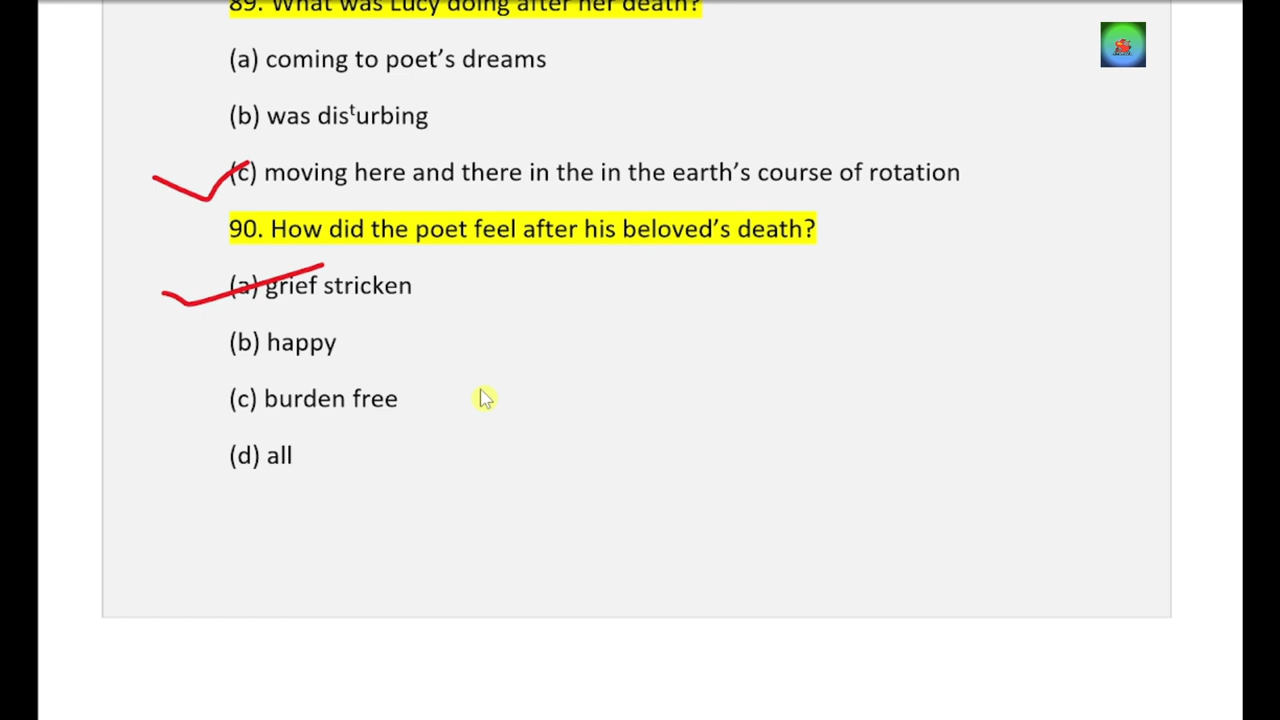 89. What was Lucy doing after her death?
(a) coming to poet's dreams
(b) was disturbing
(c) moving here and there in the in the earth's course of rotation
90. How did the poet feel after his beloved's death?
(a) grief stricken
(b) happy
(c) burden free
(d) all